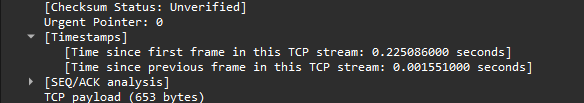 [Checksum Status: Unverified]
Urgent Pointer: 0
[Timestamps]
[Time since first frame in this TCP stream: 0.225086000 seconds]
[Time since previous frame in this TCP stream: 0.001551000 seconds]
[SEQ/ACK analysis]
TCP payload (653 bytes)